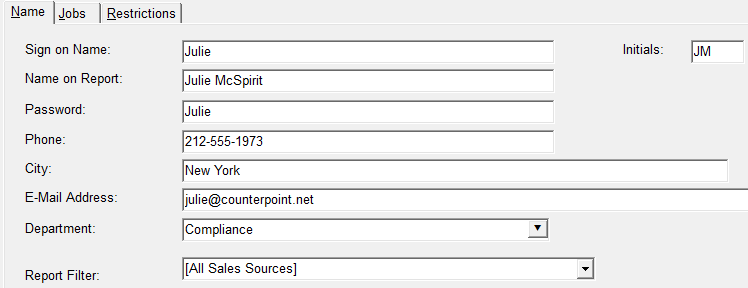 Name Jobs Restrictions
Sign on Name: Julie Initials: JM
Name on Report: Julie McSpirit
Password: Julie
Phone: 212-555-1973
City: New York
E-Mail Address: julie@counterpoint.net
Department: Compliance
Report Filter: [All Sales Sources]